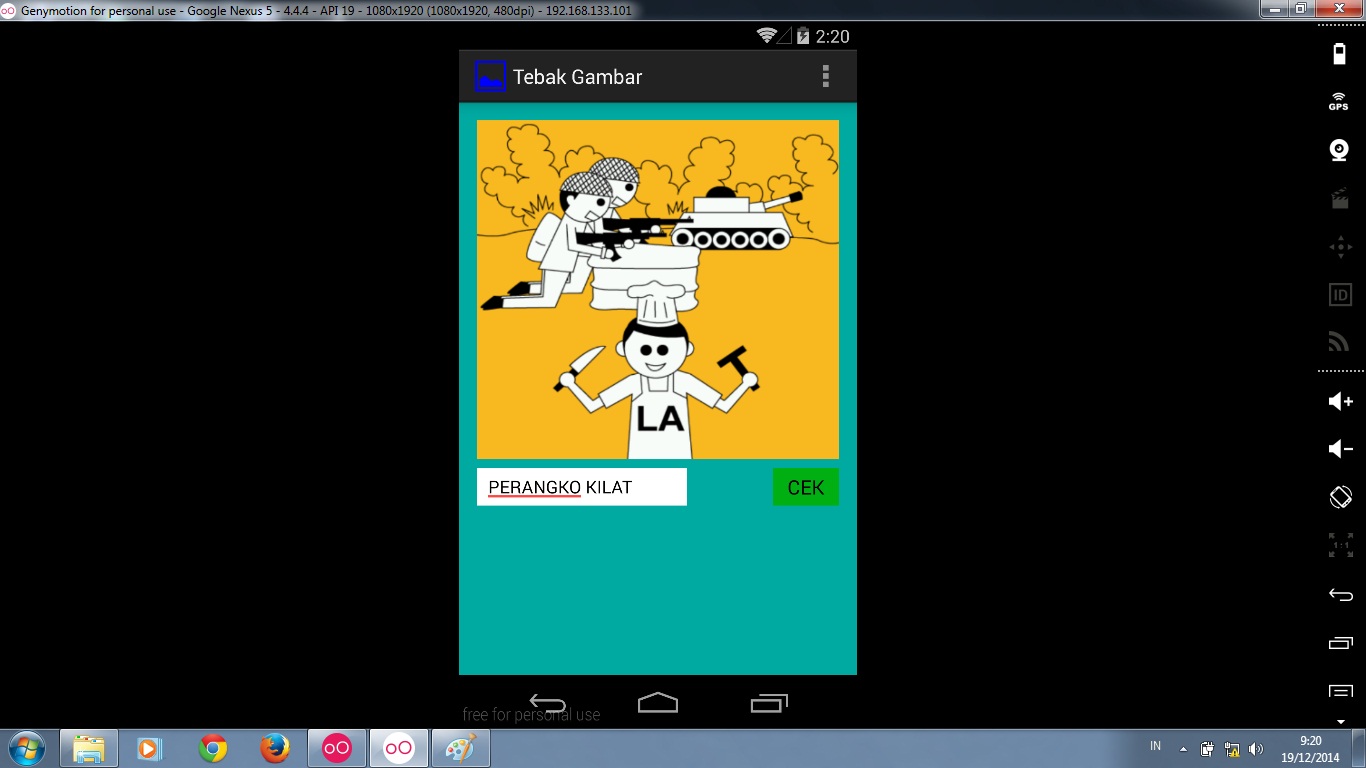 Genymotion for personal use - Google Nexus 5 - 4.4.4 - API 19 - 1080x1920 (1080x1920, 480dpi) - 192.168.133.101
2:20
Tebak Gambar
GPS
ID
LA
PERANGKO KILAT
CEK
1:1
free for personal use
IN
9:20
19/12/2014